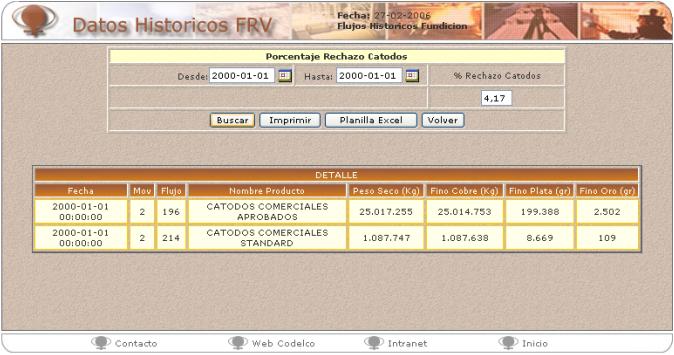 Datos Historicos FRV
Fecha: 27-02-2006
Flujos Historicos Fundicion
Porcentaje Rechazo Catodos
Desde: 2000-01-01 Hasta: 2000-01-01 % Rechazo Catodos
4,17
Buscar Imprimir Planilla Excel Volver
DETALLE
Fecha Mov Flujo Nombre Producto Peso Seco (Kg) Fino Cobre (Kg) Fino Plata (gr) Fino Oro (gr)
2000-01-01 00:00:00 2 196 CATODOS COMERCIALES APROBADOS 25.017.255 25.014.753 199.388 2.502
2000-01-01 00:00:00 2 214 CATODOS COMERCIALES STANDARD 1.087.747 1.087.638 8.669 109
Contacto Web Codelco Intranet Inicio